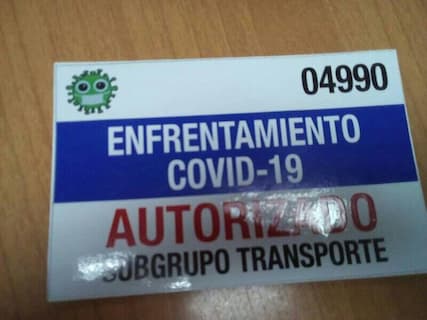 04990
ENFRENTAMIENTO
COVID-19
AUTORIZADO
SUBGRUPO TRANSPORTE